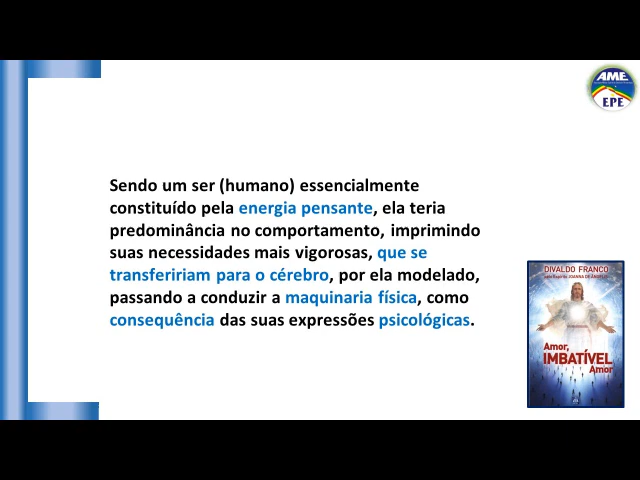 AME
EPE
Sendo um ser (humano) essencialmente
constituído pela energia pensante, ela teria
predominância no comportamento, imprimindo
suas necessidades mais vigorosas, que se
transfeririam para o cérebro, por ela modelado,
passando a conduzir a maquinaria física, como
consequência das suas expressões psicológicas.
DIVALDO FRANCO
Amor,
IMBATÍVEL
Amor